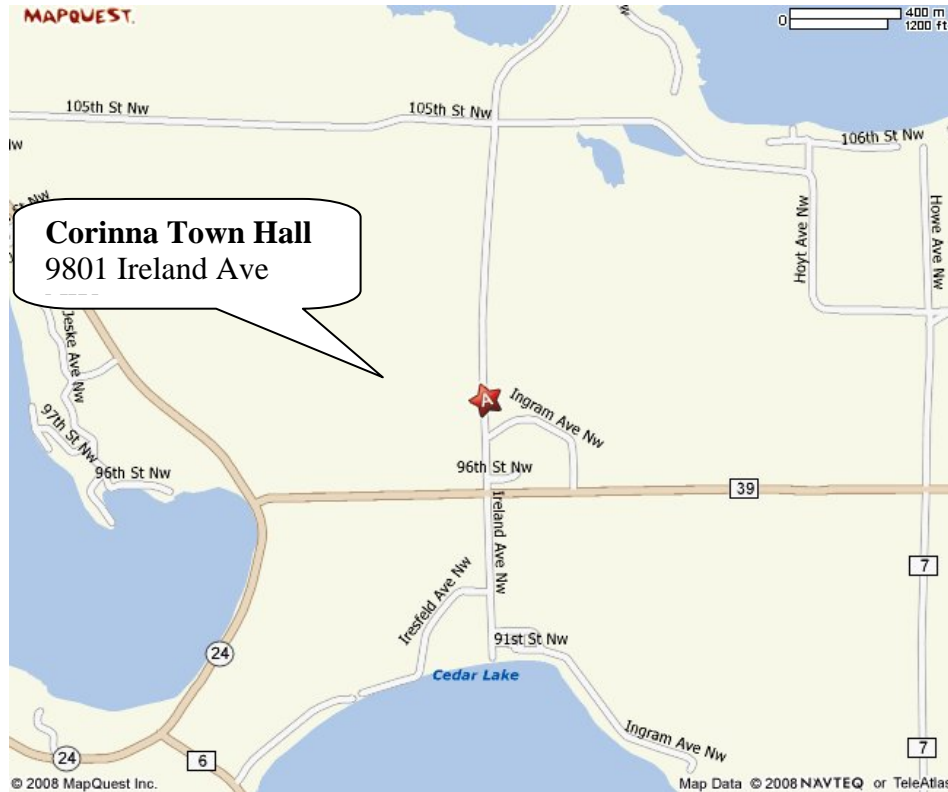 MAPQUEST.
0 400 m
1200 ft
105th St Nw
105th St Nw
106th St Nw
Howe Ave Nw
Hoyt Ave Nw
Corinna Town Hall
9801 Ireland Ave
Jeske Ave Nw
A
Ingram Ave Nw
97th St Nw
96th St Nw
96th St Nw
39
Ireland Ave Nw
7
Iresfeld Ave Nw
91st St Nw
24
Cedar Lake
Ingram Ave Nw
24
6
7
© 2008 MapQuest Inc.
Map Data © 2008 NAVTEQ or TeleAtlas